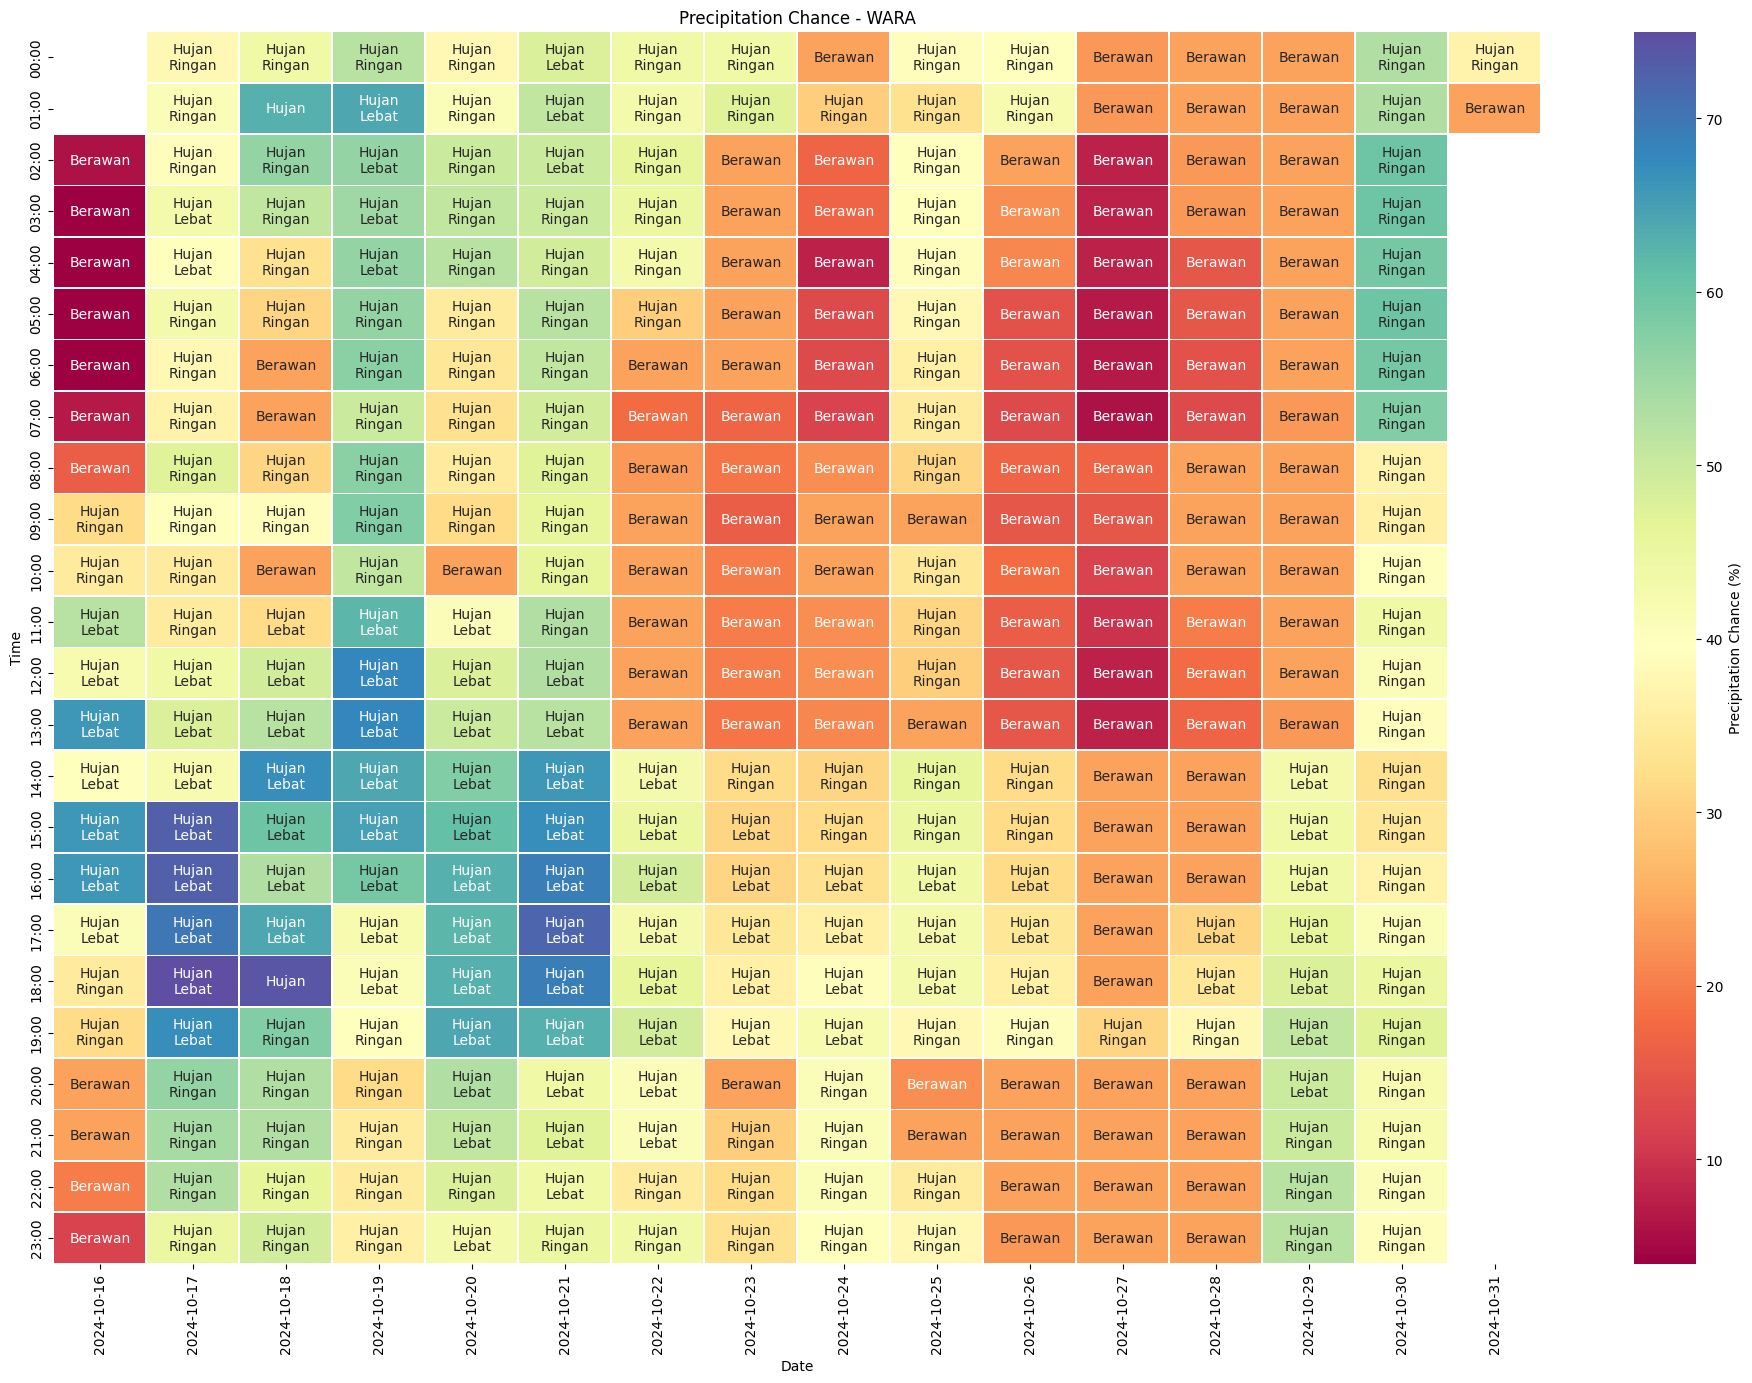 Precipitation Chance - WARA
00:00 Hujan Ringan Hujan Ringan Hujan Ringan Hujan Ringan Hujan Lebat Hujan Ringan Hujan Ringan Berawan Hujan Ringan Hujan Ringan Berawan Berawan Berawan Hujan Ringan Hujan Ringan
01:00 Hujan Ringan Hujan Hujan Lebat Hujan Ringan Hujan Lebat Hujan Ringan Hujan Ringan Hujan Ringan Hujan Ringan Hujan Ringan Berawan Berawan Berawan Hujan Ringan Berawan
02:00 Berawan Hujan Ringan Hujan Ringan Hujan Lebat Hujan Ringan Hujan Lebat Hujan Ringan Berawan Berawan Hujan Ringan Berawan Berawan Berawan Berawan Hujan Ringan
03:00 Berawan Hujan Lebat Hujan Ringan Hujan Lebat Hujan Ringan Hujan Ringan Hujan Ringan Berawan Berawan Hujan Ringan Berawan Berawan Berawan Berawan Hujan Ringan
04:00 Berawan Hujan Lebat Hujan Ringan Hujan Lebat Hujan Ringan Hujan Ringan Hujan Ringan Berawan Berawan Hujan Ringan Berawan Berawan Berawan Berawan Hujan Ringan
05:00 Berawan Hujan Ringan Hujan Ringan Hujan Ringan Hujan Ringan Hujan Ringan Hujan Ringan Berawan Berawan Hujan Ringan Berawan Berawan Berawan Berawan Hujan Ringan
06:00 Berawan Hujan Ringan Berawan Hujan Ringan Hujan Ringan Hujan Ringan Berawan Berawan Berawan Hujan Ringan Berawan Berawan Berawan Berawan Hujan Ringan
07:00 Berawan Hujan Ringan Berawan Hujan Ringan Hujan Ringan Hujan Ringan Berawan Berawan Berawan Hujan Ringan Berawan Berawan Berawan Berawan Hujan Ringan
08:00 Berawan Hujan Ringan Hujan Ringan Hujan Ringan Hujan Ringan Hujan Ringan Berawan Berawan Berawan Hujan Ringan Berawan Berawan Berawan Berawan Hujan Ringan
09:00 Hujan Ringan Hujan Ringan Hujan Ringan Hujan Ringan Hujan Ringan Hujan Ringan Berawan Berawan Berawan Berawan Berawan Berawan Berawan Berawan Hujan Ringan
10:00 Hujan Ringan Hujan Ringan Berawan Hujan Ringan Berawan Hujan Ringan Berawan Berawan Berawan Hujan Ringan Berawan Berawan Berawan Berawan Hujan Ringan
11:00 Hujan Lebat Hujan Ringan Hujan Lebat Hujan Lebat Hujan Lebat Hujan Ringan Berawan Berawan Berawan Hujan Ringan Berawan Berawan Berawan Berawan Hujan Ringan
12:00 Hujan Lebat Hujan Lebat Hujan Lebat Hujan Lebat Hujan Lebat Hujan Lebat Berawan Berawan Berawan Hujan Ringan Berawan Berawan Berawan Berawan Hujan Ringan
13:00 Hujan Lebat Hujan Lebat Hujan Lebat Hujan Lebat Hujan Lebat Hujan Lebat Berawan Berawan Berawan Berawan Berawan Berawan Berawan Berawan Hujan Ringan
14:00 Hujan Lebat Hujan Lebat Hujan Lebat Hujan Lebat Hujan Lebat Hujan Lebat Hujan Lebat Hujan Ringan Hujan Ringan Hujan Ringan Hujan Ringan Berawan Berawan Hujan Lebat Hujan Ringan
15:00 Hujan Lebat Hujan Lebat Hujan Lebat Hujan Lebat Hujan Lebat Hujan Lebat Hujan Lebat Hujan Lebat Hujan Ringan Hujan Ringan Hujan Ringan Berawan Berawan Hujan Lebat Hujan Ringan
16:00 Hujan Lebat Hujan Lebat Hujan Lebat Hujan Lebat Hujan Lebat Hujan Lebat Hujan Lebat Hujan Lebat Hujan Lebat Hujan Lebat Hujan Lebat Berawan Berawan Hujan Lebat Hujan Ringan
17:00 Hujan Lebat Hujan Lebat Hujan Lebat Hujan Lebat Hujan Lebat Hujan Lebat Hujan Lebat Hujan Lebat Hujan Lebat Hujan Lebat Hujan Lebat Berawan Hujan Lebat Hujan Lebat Hujan Ringan
18:00 Hujan Ringan Hujan Lebat Hujan Hujan Lebat Hujan Lebat Hujan Lebat Hujan Lebat Hujan Lebat Hujan Lebat Hujan Lebat Hujan Lebat Berawan Hujan Lebat Hujan Lebat Hujan Ringan
19:00 Hujan Ringan Hujan Lebat Hujan Ringan Hujan Ringan Hujan Lebat Hujan Lebat Hujan Lebat Hujan Lebat Hujan Lebat Hujan Ringan Hujan Ringan Hujan Ringan Hujan Ringan Hujan Lebat Hujan Ringan
20:00 Berawan Hujan Ringan Hujan Ringan Hujan Ringan Hujan Lebat Hujan Lebat Hujan Lebat Berawan Hujan Ringan Berawan Berawan Berawan Berawan Hujan Lebat Hujan Ringan
21:00 Berawan Hujan Ringan Hujan Ringan Hujan Ringan Hujan Lebat Hujan Lebat Hujan Lebat Hujan Ringan Hujan Ringan Berawan Berawan Berawan Berawan Hujan Ringan Hujan Ringan
22:00 Berawan Hujan Ringan Hujan Ringan Hujan Ringan Hujan Ringan Hujan Lebat Hujan Ringan Hujan Ringan Hujan Ringan Hujan Ringan Berawan Berawan Berawan Hujan Ringan Hujan Ringan
23:00 Berawan Hujan Ringan Hujan Ringan Hujan Ringan Hujan Lebat Hujan Ringan Hujan Ringan Hujan Ringan Hujan Ringan Hujan Ringan Berawan Berawan Berawan Hujan Ringan Hujan Ringan
2024-10-16 2024-10-17 2024-10-18 2024-10-19 2024-10-20 2024-10-21 2024-10-22 2024-10-23 2024-10-24 2024-10-25 2024-10-26 2024-10-27 2024-10-28 2024-10-29 2024-10-30 2024-10-31
Date
Time
70
60
50
40
30
20
10
Precipitation Chance (%)